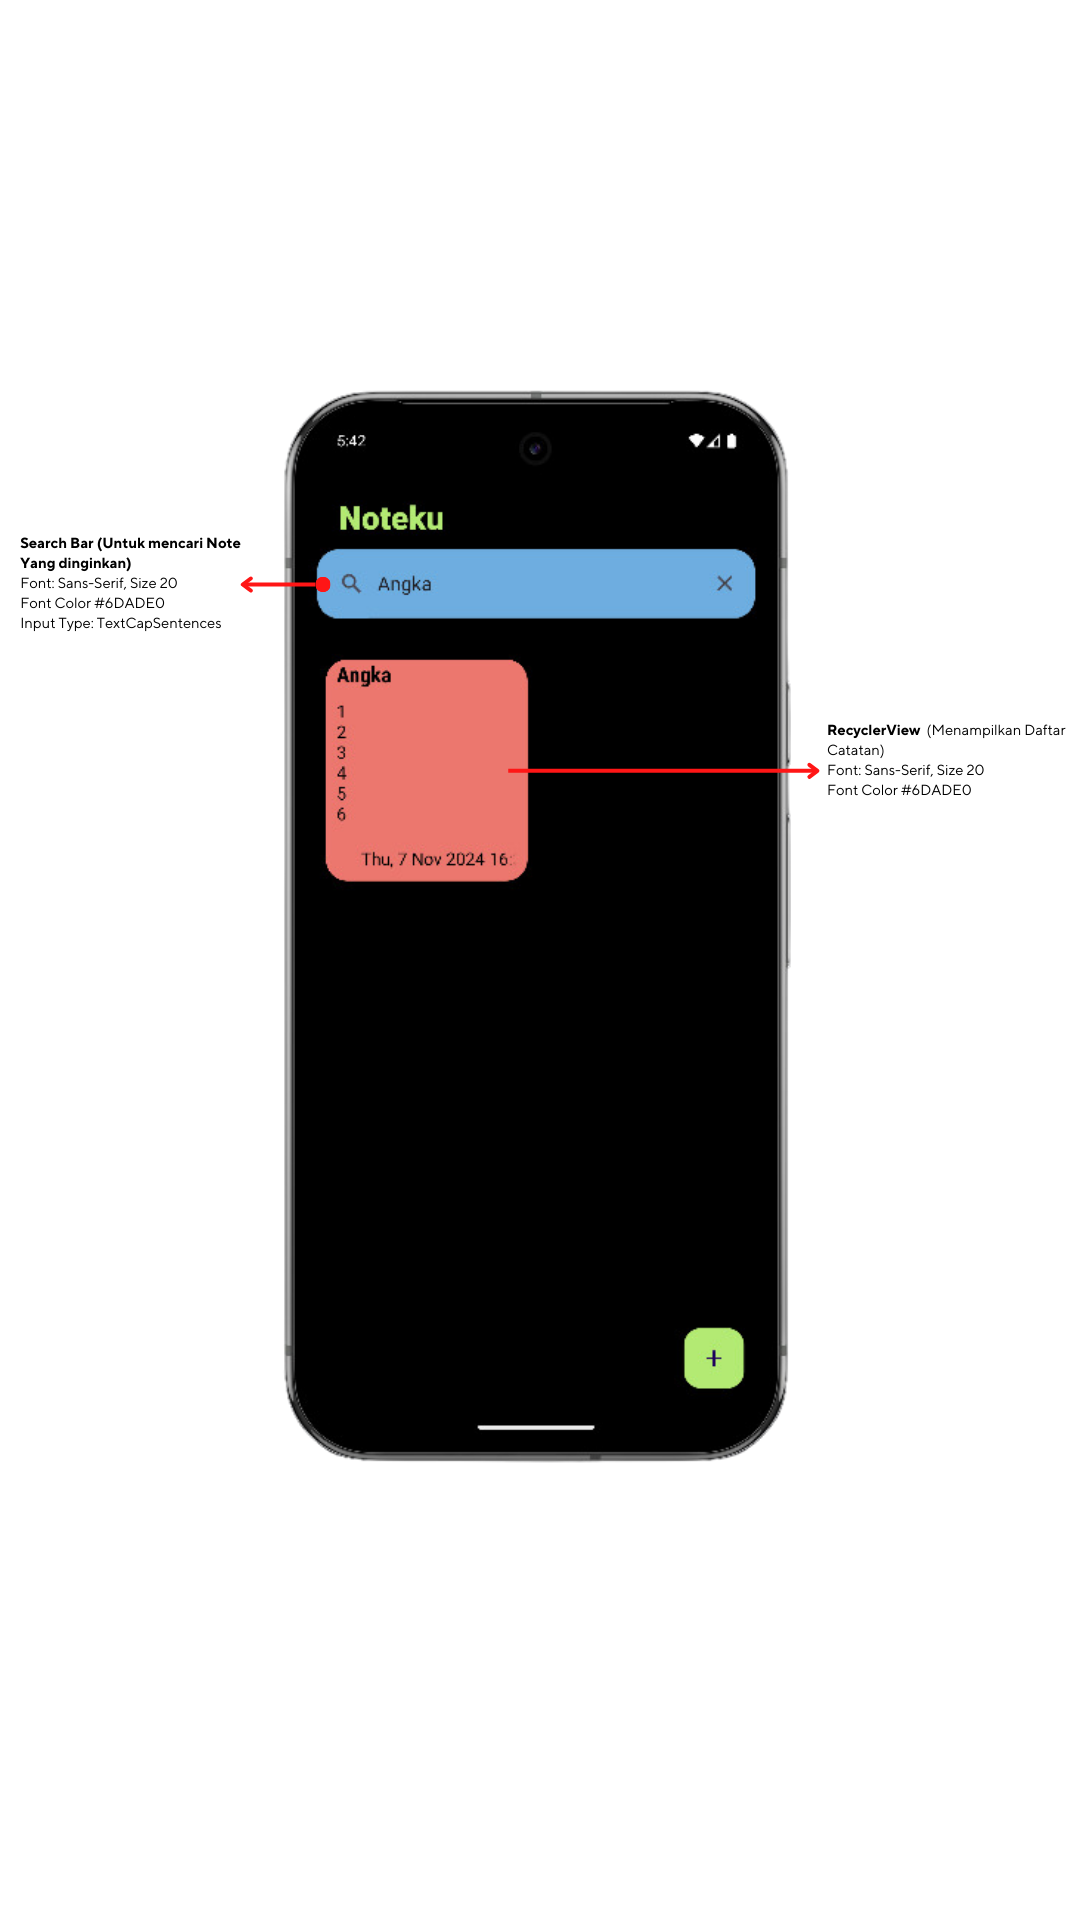 5:42
Noteku
Search Bar (Untuk mencari Note
Yang dinginkan)
Font: Sans-Serif, Size 20
Font Color #6DADE0
Input Type: TextCapSentences
Angka
Angka
1
2
3
4
5
6
Thu, 7 Nov 2024 16:
RecyclerView (Menampilkan Daftar
Catatan)
Font: Sans-Serif, Size 20
Font Color #6DADE0
+